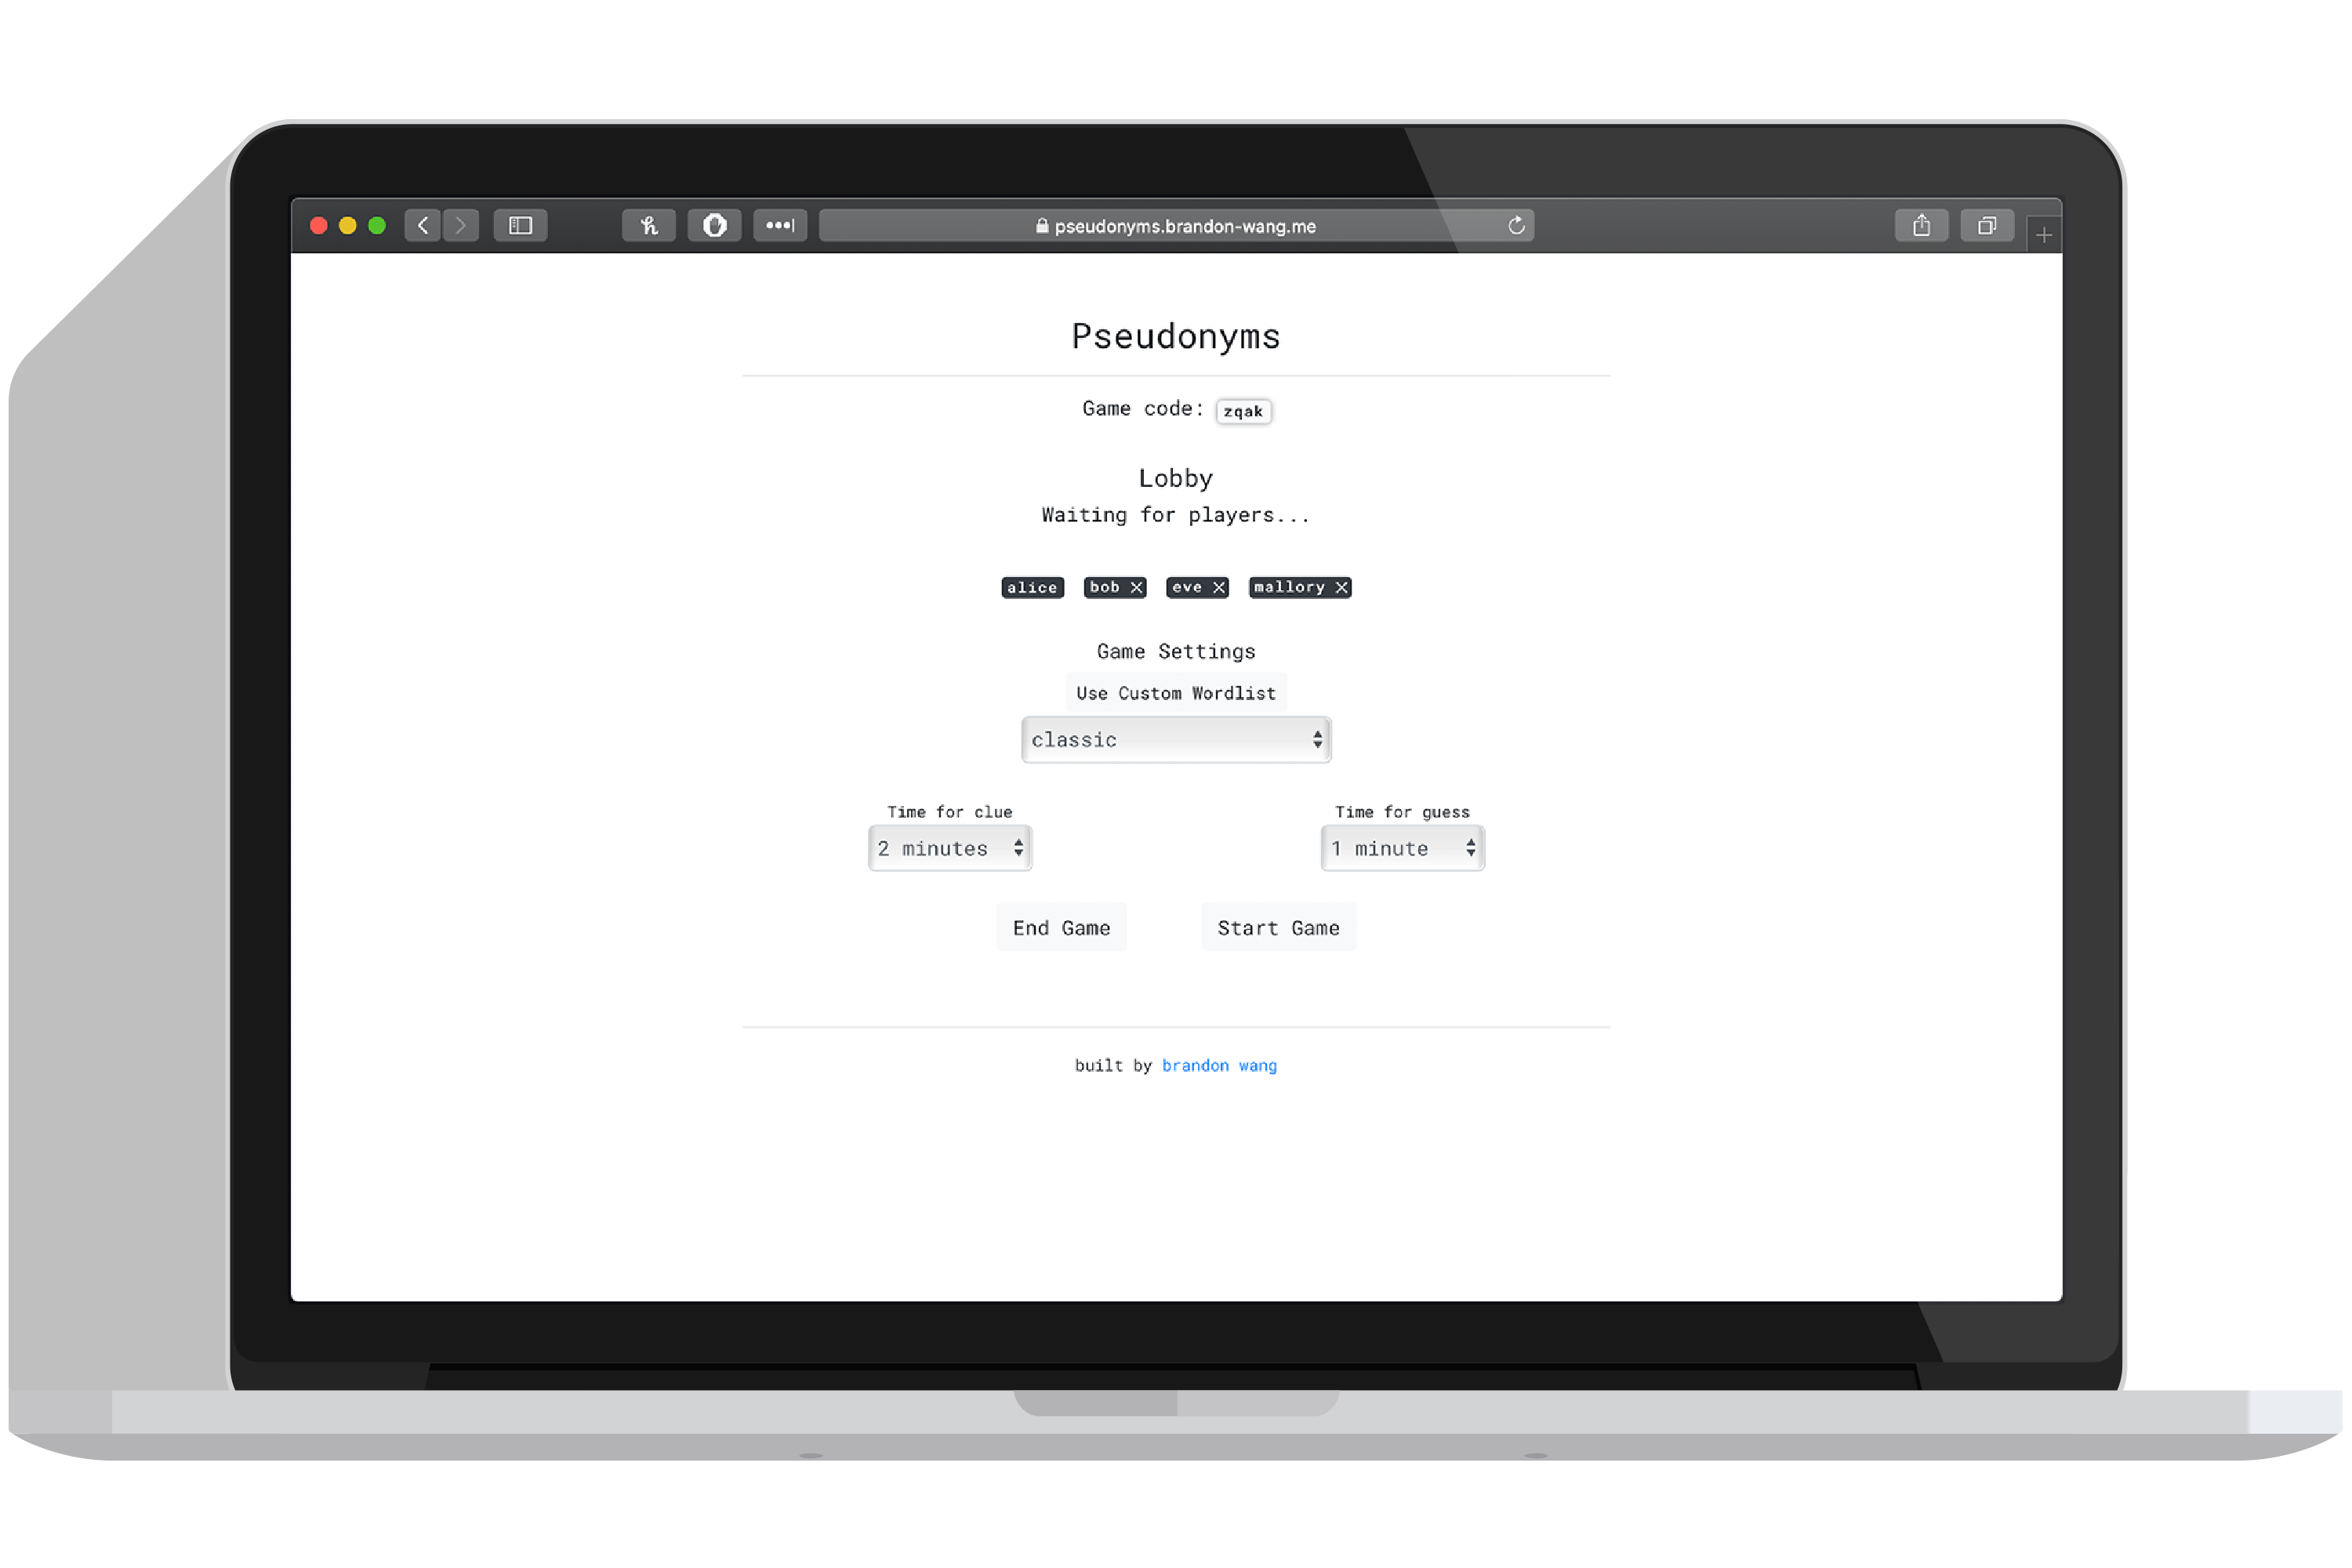 pseudonyms.brandon-wang.me
Pseudonyms
Game code: zqak
Lobby
Waiting for players...
alice bob X eve X mallory X
Game Settings
Use Custom Wordlist
classic
Time for clue Time for guess
2 minutes 1 minute
End Game Start Game
built by brandon wang